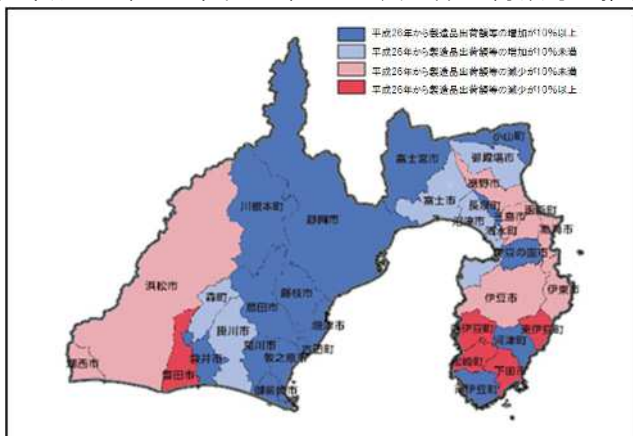 平成26年から製造品出荷額等の増加が10%以上
平成26年から製造品出荷額等の増加が10%未満
平成26年から製造品出荷額等の減少が10%未満
平成26年から製造品出荷額等の減少が10%以上
小山町
富士宮市
御殿場市
裾野市
川根本町
静岡市
富士市
長泉町
沼津市
三島市
函南町
清水町
熱海市
伊豆の国市
浜松市
森町
島田市
藤枝市
伊豆市
伊東市
掛川市
焼津市
菊川市
吉田町
牧之原市
袋井市
湖西市
磐田市
御前崎市
西伊豆町
東伊豆町
河津町
松崎町
下田市
南伊豆町